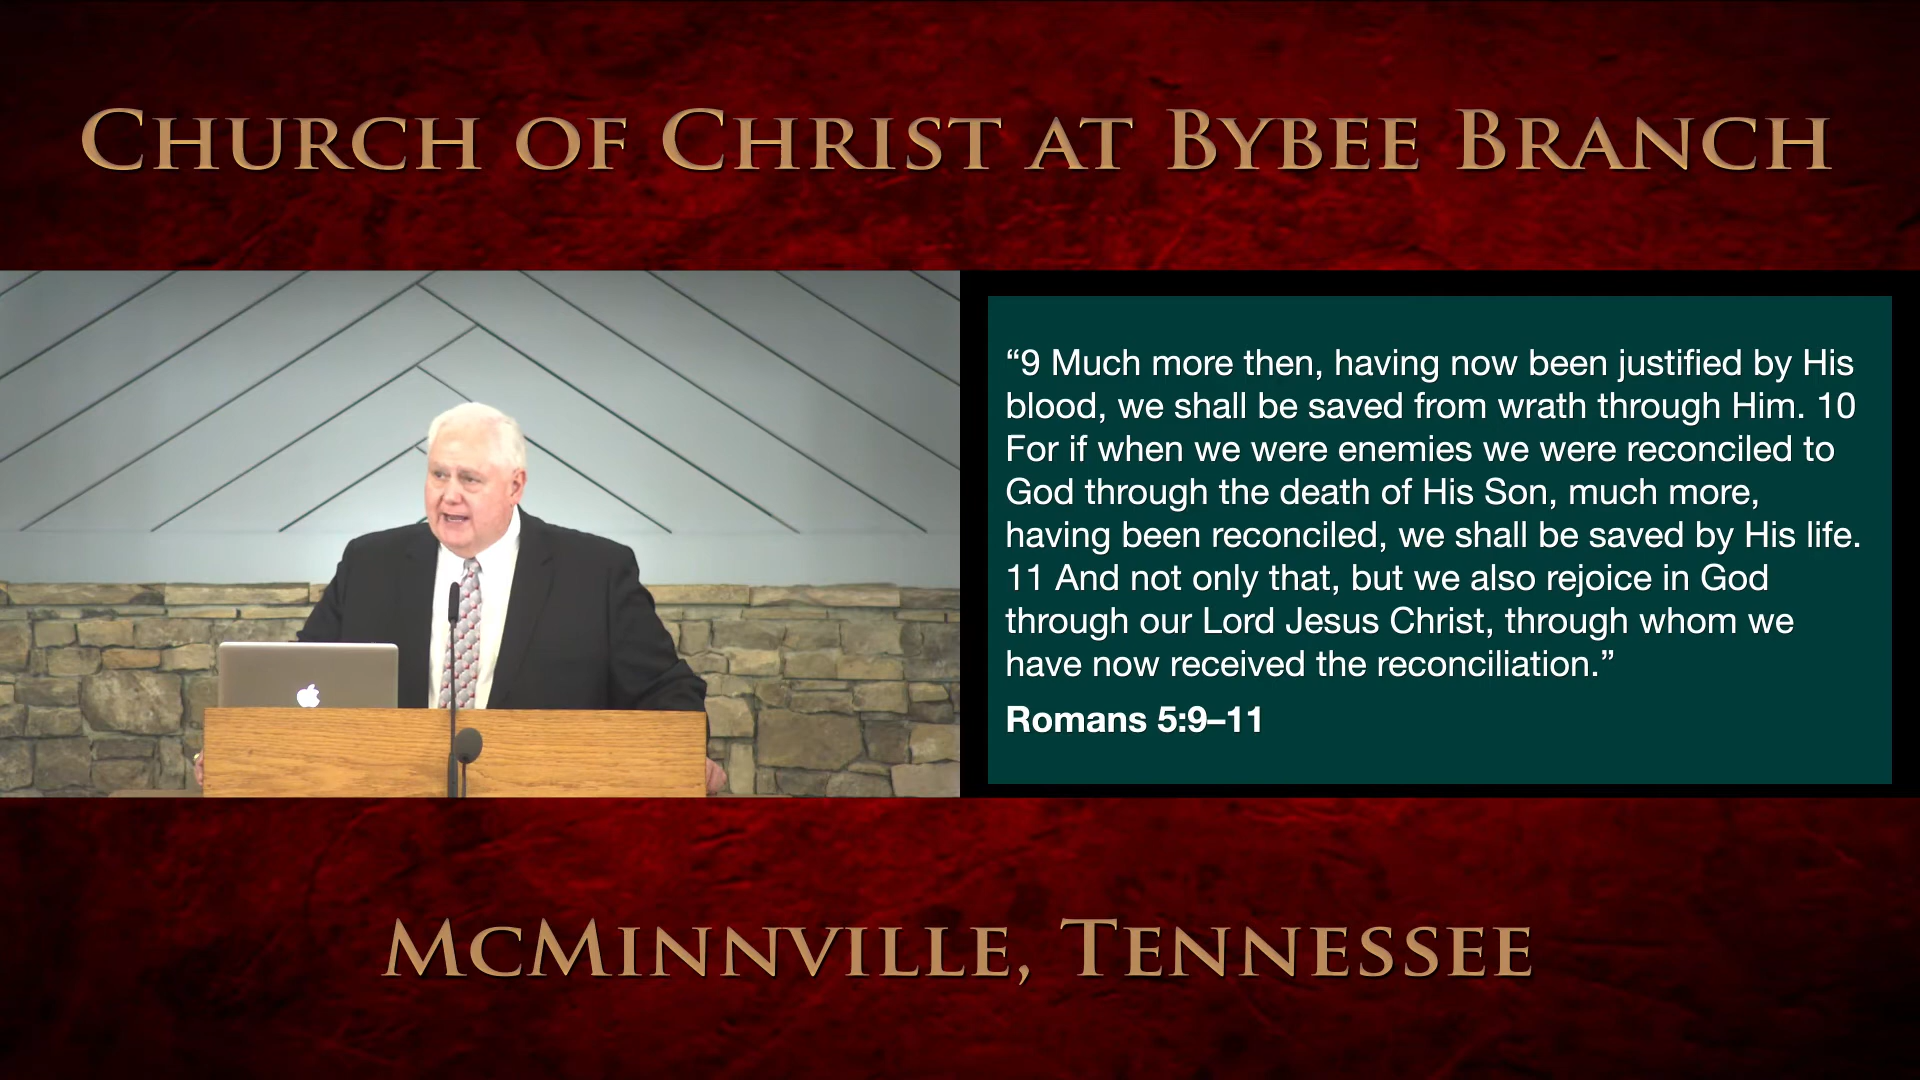 Church of Christ at Bybee Branch
“9 Much more then, having now been justified by His
blood, we shall be saved from wrath through Him. 10
For if when we were enemies we were reconciled to
God through the death of His Son, much more,
having been reconciled, we shall be saved by His life.
11 And not only that, but we also rejoice in God
through our Lord Jesus Christ, through whom we
have now received the reconciliation.”
Romans 5:9–11
McMinnville, Tennessee